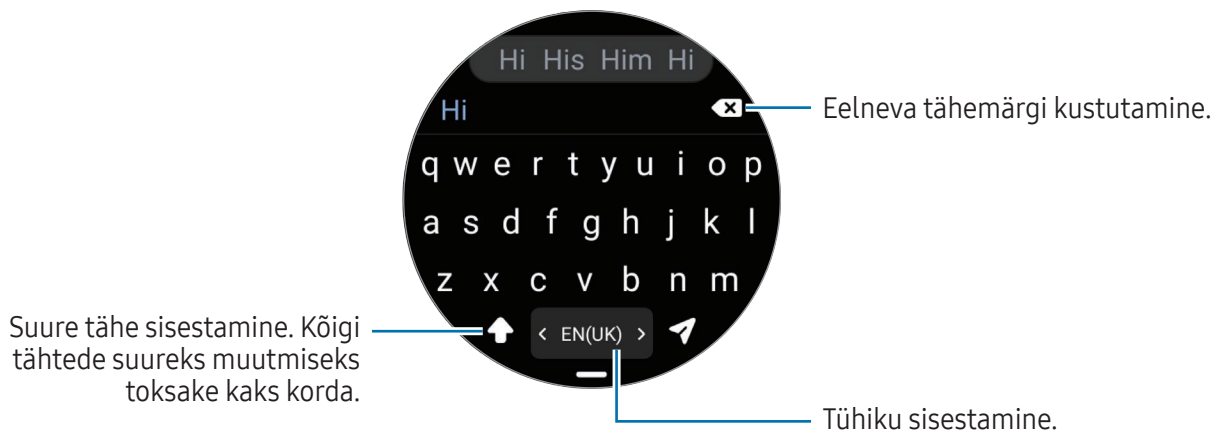 Hi His Him Hi
Hi
Eelneva tähemärgi kustutamine.
q w e r t y u i o p
a s d f g h j k l
z x c v b n m
Suure tähe sisestamine. Kõigi
tähtede suureks muutmiseks
toksake kaks korda.
< EN(UK) >
Tühiku sisestamine.